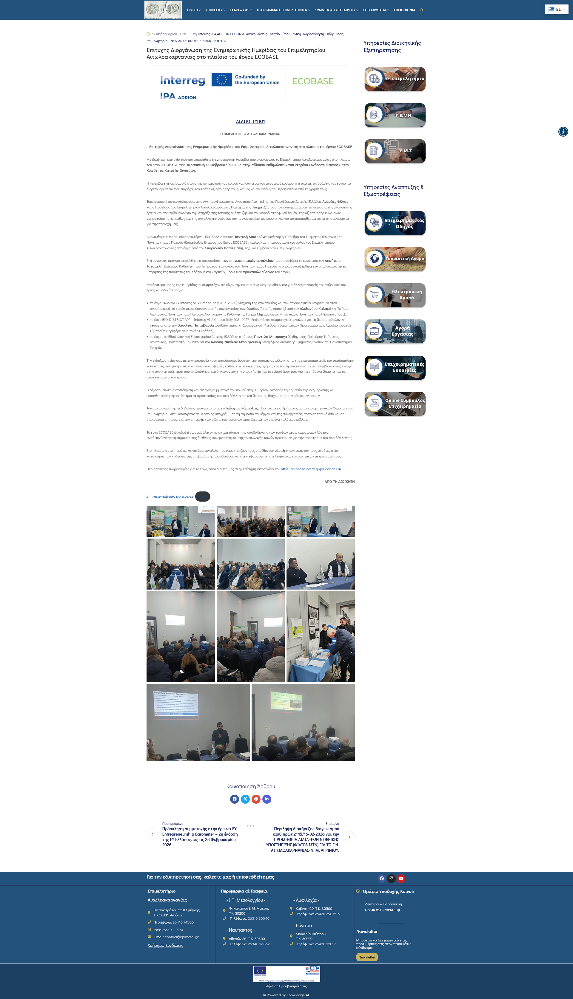 ΕΠΙΜΕΛΗΤΗΡΙΟ ΑΙΤΩΛΟΑΚΑΡΝΑΝΙΑΣ
ΑΡΧΙΚΗ ΥΠΗΡΕΣΙΕΣ ΓΕΜΗ – ΥΜΣ ΠΡΟΓΡΑΜΜΑΤΑ ΕΠΙΜΕΛΗΤΗΡΙΟΥ ΣΥΜΜΕΤΟΧΗ ΣΕ ΕΤΑΙΡΕΙΕΣ ΕΠΙΚΑΙΡΟΤΗΤΑ ΕΠΙΚΟΙΝΩΝΙΑ
EL
17 Φεβρουαρίου, 2026 - Στη Interreg IPA ADRION ECOBASE, Ανακοινώσεις - Δελτία Τύπου, Γενική Πληροφόρηση, Εκδηλώσεις
Επιμελητηρίου, ΝΕΑ-ΑΝΑΚΟΙΝΩΣΕΙΣ-ΔΗΜΟΣΙΟΤΗΤΑ
Επιτυχής Διοργάνωση της Ενημερωτικής Ημερίδας του Επιμελητηρίου
Αιτωλοακαρνανίας στο πλαίσιο του έργου ECOBASE
Interreg
Co-funded by
the European Union
ECOBASE
IPA ADRION
ΔΕΛΤΙΟ ΤΥΠΟΥ
ΕΠΙΜΕΛΗΤΗΡΙΟ ΑΙΤΩΛΟΑΚΑΡΝΑΝΙΑΣ
Επιτυχής Διοργάνωση της Ενημερωτικής Ημερίδας του Επιμελητηρίου Αιτωλοακαρνανίας στο πλαίσιο του έργου ECOBASE
Με ιδιαίτερη επιτυχία πραγματοποιήθηκε η ενημερωτική Ημερίδα που διοργάνωσε το Επιμελητήριο Αιτωλοακαρνανίας στο πλαίσιο
του έργου ECOBASE, την Παρασκευή 13 Φεβρουαρίου 2026 στην αίθουσα εκδηλώσεων του κτηρίου «Ανδρέας Συγγρός» στην
Κοινότητα Κατοχής Οινιαδών.
Η Ημερίδα είχε ως βασικό στόχο την ενημέρωση του κοινού και ιδιαίτερα του αγροτικού κόσμου, σχετικά με τις δράσεις του έργου, τα
δωρεάν εργαλεία που παρέχει, τον τρόπο αξιοποίησής τους, καθώς και τα οφέλη που προκύπτουν από τη χρήση τους.
Τους συμμετέχοντες καλωσόρισαν ο Αντιπεριφερειάρχης Αγροτικής Ανάπτυξης της Περιφέρειας Δυτικής Ελλάδας Ανδρέας Φίλιας,
και ο Πρόεδρος του Επιμελητηρίου Αιτωλοακαρνανίας Παναγιώτης Τσιχριτζής, οι οποίοι υπογράμμισαν τη σημασία της υλοποίησης
έργων και πρωτοβουλιών για την στήριξη της τοπικής ανάπτυξης και του αγροδιατροφικού τομέα, της αξιοποίησης ευκαιριών
χρηματοδότησης, καθώς και της ανταλλαγής γνώσεων και τεχνογνωσίας, με προοπτικές για μακροπρόθεσμα απτά αποτελέσματα
για την περιοχή μας.
Ακολούθησε η παρουσίαση του έργου ECOBASE από τον Παντελή Μπαρούχα, Καθηγητή, Πρόεδρο του Τμήματος Γεωπονίας του
Πανεπιστημίου Πατρών (Επικεφαλής Εταίρος του Έργου ECOBASE), καθώς και η παρουσίαση του ρόλου του Επιμελητηρίου
Αιτωλοακαρνανίας στο έργο, από τον Σπυρίδωνα Βασιλειάδη, Τεχνικό Σύμβουλο του Επιμελητηρίου.
Στη συνέχεια, πραγματοποιήθηκε η παρουσίαση των επιχειρησιακών εργαλείων που προσφέρει το έργο, από τον Δημήτριο
Τσεσμελή, Επίκουρο Καθηγητή του Τμήματος Γεωπονίας του Πανεπιστημίου Πατρών, ο οποίος αναφέρθηκε και στις δυνατότητες
μέτρησης της ποιότητας του εδάφους και νιτρικών, μέσω των πρακτικών λύσεων του έργου.
Στο δεύτερο μέρος της Ημερίδας, οι συμμετέχοντες είχαν την ευκαιρία να ενημερωθούν και για άλλες συναφείς πρωτοβουλίες και
έργα, και ειδικότερα για:
το έργο TAGsTWO – Interreg VI-A Greece-Italy 2021-2027 (Ενίσχυση της καινοτομίας και των τεχνολογικών υπηρεσιών στον
αγροδιατροφικό τομέα μέσω διασυνοριακής συνεργασίας των Ομάδων Τοπικής Δράσης) από τον Αλέξανδρο Καλαράκη (Τμήμα
Γεωπονίας, Πανεπιστήμιο Πατρών, Αναπληρωτής Καθηγητής, Τμήμα Μηχανολόγων Μηχανικών, Πανεπιστήμιο Πελοποννήσου),
το έργο BIO-DISTRICT APP – Interreg VI-A Greece-Italy 2021-2027 (Ψηφιακά και συμμετοχικά εργαλεία για τη βιώσιμη βιολογική
γεωργία) από την Βασιλεία Παπαβασιλείου (Επιστημονική Συνεργάτιδα, Υπεύθυνη Ευρωπαϊκών Προγραμμάτων, Αγροδιατροφική
Σύμπραξη Περιφέρειας Δυτικής Ελλάδας),
το έργο του Εδαφολογικού Εργαστηρίου Δυτικής Ελλάδας, από τους Παντελή Μπαρούχα (Καθηγητής, Πρόεδρος Τμήματος
Γεωπονίας, Πανεπιστήμιο Πατρών), και Ιωάννη-Νικόλαο Μπουγιουκλή (Υποψήφιος Διδάκτωρ Τμήματος Γεωπονίας, Πανεπιστήμιο
Πατρών).
Την εκδήλωση τίμησαν με την παρουσία τους εκπρόσωποι φορέων, της τοπικής αυτοδιοίκησης, της επιχειρηματικής και ακαδημαϊκής
κοινότητας, επαγγελματικοί και κοινωνικοί φορείς, καθώς και στελέχη της αγοράς και του πρωτογενούς τομέα, συμβάλλοντας ενεργά
στην ανοικτή συζήτηση που ακολούθησε, και δηλώνοντας την υποστήριξη και το ενδιαφέρον τους για τα επόμενα βήματα και τα
αποτελέσματα του έργου.
Η αξιοσημείωτη ανταπόκριση και ενεργός συμμετοχή του κοινού στην Ημερίδα, ανέδειξε τη σημασία της ενημέρωσης και
ευαισθητοποίησης σε ζητήματα προστασίας του περιβάλλοντος και βιώσιμης διαχείρισης των εδαφικών πόρων.
Τον συντονισμό της εκδήλωσης πραγματοποίησε ο Γεώργιος Ρόμπολας, Προϊστάμενος Τμήματος Εμποροβιομηχανικών Θεμάτων του
Επιμελητηρίου Αιτωλοακαρνανίας, ο οποίος υπογράμμισε τη σημασία του έργου και της συνεργασίας, τόσο σε τοπικό όσο και σε
διακρατικό επίπεδο, για την επίτευξη των βέλτιστων δυνατών αποτελεσμάτων για ένα καλύτερο μέλλον.
Το έργο ECOBASE φιλοδοξεί να συμβάλει στην αντιμετώπιση της υποβάθμισης των εδαφών μέσω καινοτόμων λύσεων,
αναδεικνύοντας τη σημασία της διεθνούς συνεργασίας και της ανταλλαγής καλών πρακτικών για την προστασία του περιβάλλοντος.
Στο πλαίσιο αυτό, παρέχει καινοτόμα εργαλεία που υποστηρίζουν τους υπεύθυνους χάραξης πολιτικής και τους αγρότες στην
κατανόηση των κινδύνων της υποβάθμισης του εδάφους και στην εφαρμογή αποτελεσματικών στρατηγικών μετριασμού τους.
Περισσότερες πληροφορίες για το έργο, είναι διαθέσιμες στην επίσημη ιστοσελίδα του https://ecobase.interreg-ipa-adrion.eu/
ΑΠΟ ΤΗ ΔΙΟΙΚΗΣΗ
ΔΤ – Απολογισμός INFO-DAY ECOBASE
Στόχοι των Ψηφιακών Εργαλείων
Κοινοποίηση Άρθρου
Προηγούμενο
Πρόσκληση συμμετοχής στην έρευνα EY
Entrepreneurship Barometer – 2η έκδοση
της EY Ελλάδος, ως τις 28 Φεβρουαρίου
2026
Επόμενο
Περίληψη διακήρυξης διαγωνισμού
αριθ.πρωτ.2145/16-02-2026 για την
ΠΡΟΜΗΘΕΙΑ ΔΙΑΤΑΞΕΩΝ ΝΕΦΡΙΚΗΣ
ΥΠΟΣΤΗΡΙΞΗΣ (ΦΙΛΤΡΑ ΜΤΝ) ΓΙΑ ΤΟ Γ.Ν.
ΑΙΤΩΛΟΑΚΑΡΝΑΝΙΑΣ-Ν. Μ. ΑΓΡΙΝΙΟΥ.
Υπηρεσίες Διοικητικής
Εξυπηρέτησης
e- επιμελητήριο
Γ.Ε.ΜΗ
Υ.Μ.Σ
Υπηρεσίες Ανάπτυξης &
Εξωστρέφειας
Επιχειρηματικός
Οδηγός
Τουριστική Αγορά
Ηλεκτρονική
Αγορά
Αγορά
Εργασίας
Επιχειρηματικές
Ευκαιρίες
Online Σύμβουλος
Επιχειρηματία
Για την εξυπηρέτηση σας, καλέστε μας ή επισκεφθείτε μας
Επιμελητήριο
Αιτωλοακαρνανίας
Παπαστράτου 53 & Σμύρνης
Τ.Κ 30131, Αγρίνιο
Τηλέφωνο: 26410 74500
Fax: 26410 22590
Email: contact@epimetol.gr
Χρήσιμες Συνδέσεις
Περιφερειακά Γραφεία
- Ι.Π. Μεσολογγίου -
Φ. Κατάσου & Μ. Μακρή,
Τ.Κ. 30200
Τηλέφωνο: 26310 30040
- Ναύπακτος -
Αθηνών 26, Τ.Κ. 30300
Τηλέφωνο: 26340 26862
- Αμφιλοχία -
Χαβίνη 120, Τ.Κ. 30500
Τηλέφωνο: 26420 29075-6
- Βόνιτσα -
Μακαρίου Κύπρου,
Τ.Κ. 30002
Τηλέφωνο: 26430 22836
Ωράριο Υποδοχής Κοινού
Δευτέρα – Παρασκευή:
08:00 πμ – 15:00 μμ
Newsletter
Μπορείτε να διαχειριστείτε τις
προτιμήσεις σας στον παρακάτω
σύνδεσμο:
Newsletter
Ευρωπαϊκή Ένωση
ΕΣΠΑ
2014-2020
Με τη συγχρηματοδότηση της Ελλάδας και της Ευρωπαϊκής Ένωσης
Δήλωση Προσβασιμότητας
© Powered by Knowledge AE